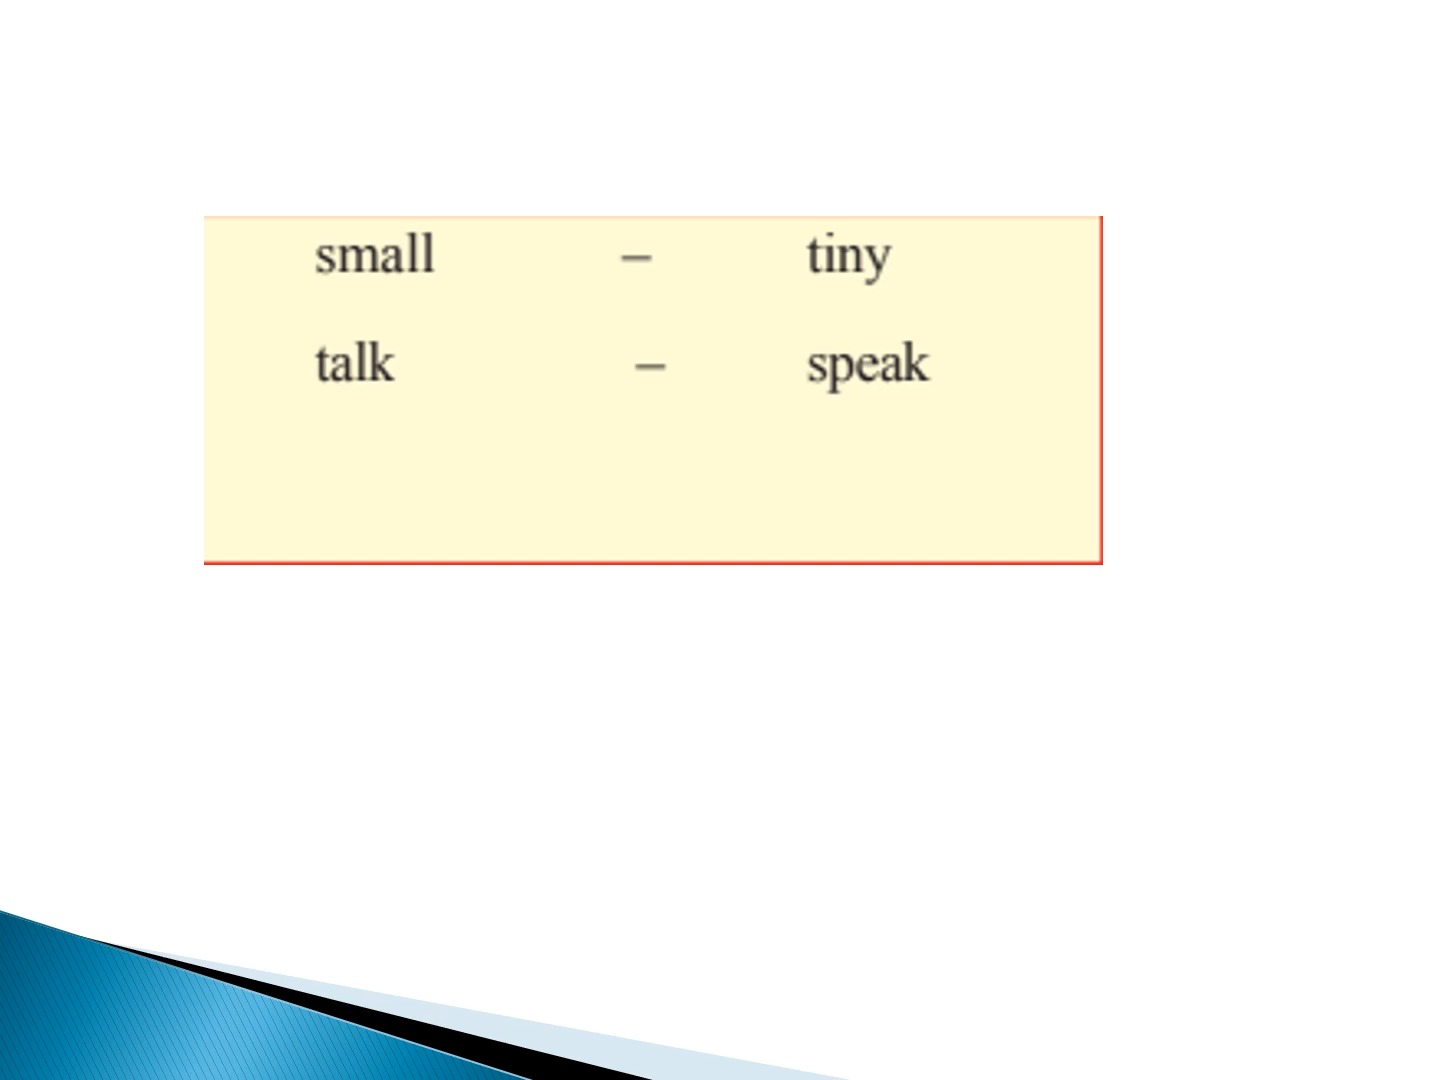 small – tiny
talk – speak